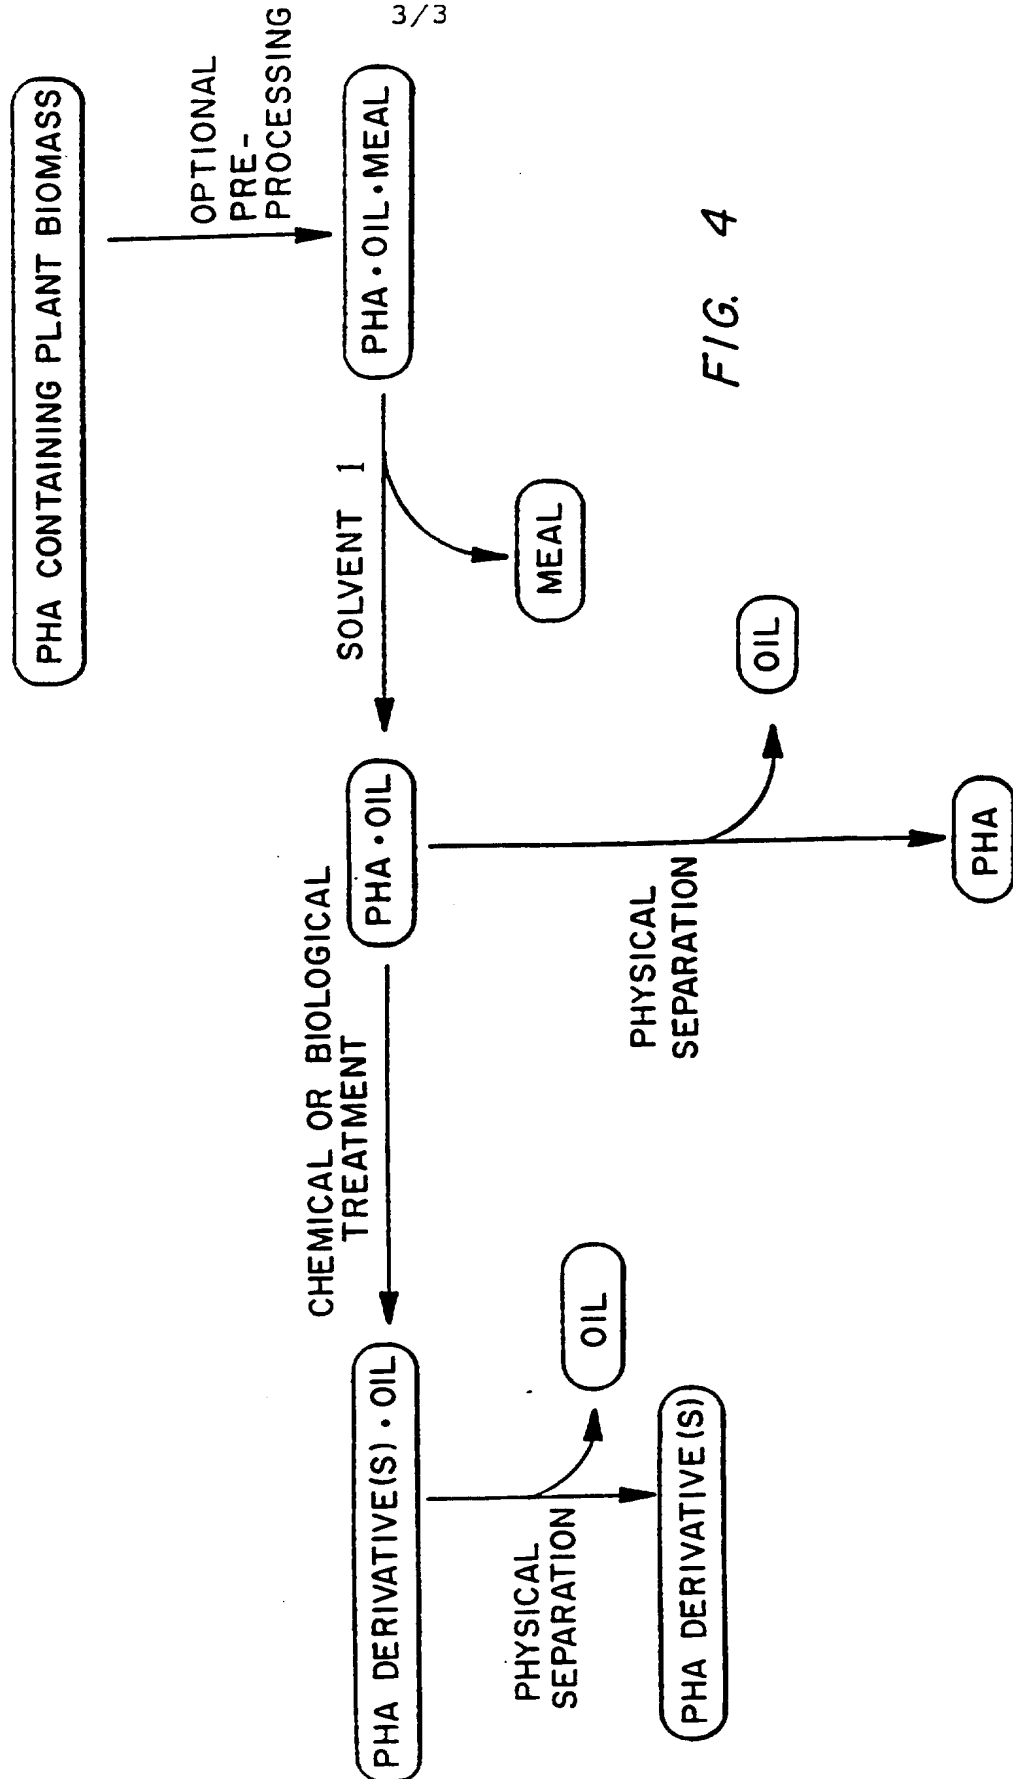 3/3
PHA CONTAINING PLANT BIOMASS
OPTIONAL
PRE-
PROCESSING
PHA•OIL•MEAL
SOLVENT 1
MEAL
PHA•OIL
PHYSICAL
SEPARATION
OIL
PHA
CHEMICAL OR BIOLOGICAL
TREATMENT
PHA DERIVATIVE(S)•OIL
PHYSICAL
SEPARATION
OIL
PHA DERIVATIVE(S)
FIG. 4